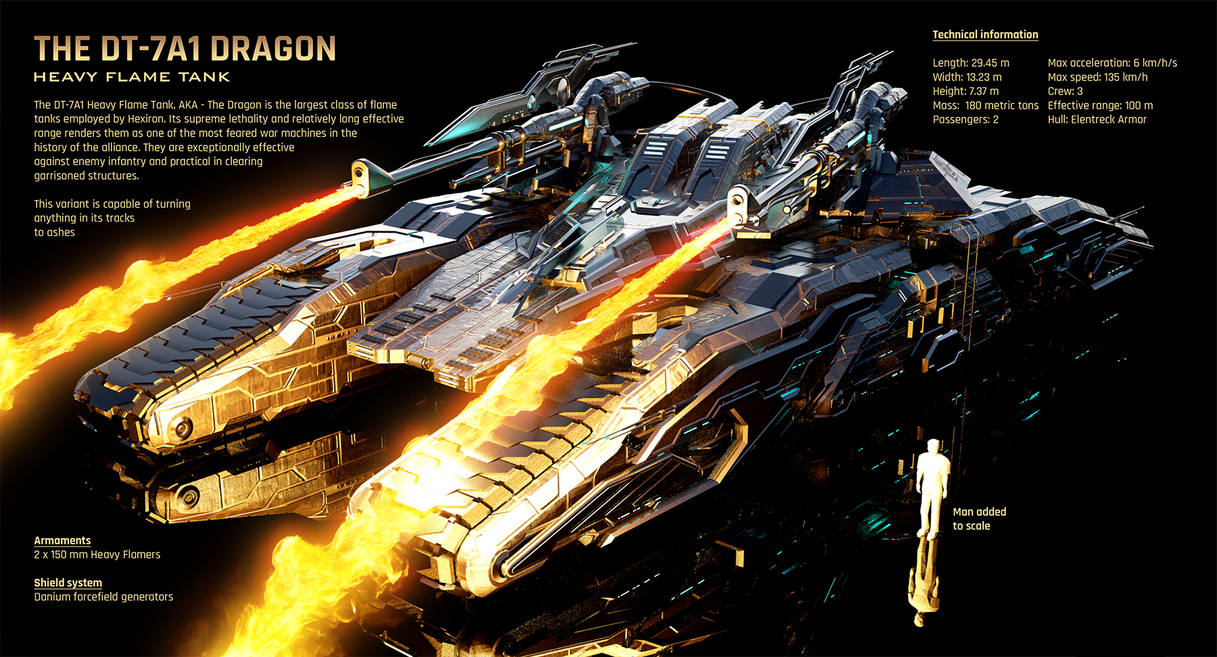 THE DT-7A1 DRAGON
HEAVY FLAME TANK
The DT-7A1 Heavy Flame Tank, AKA - The Dragon is the largest class of flame
tanks employed by Hexiron. Its supreme lethality and relatively long effective
range renders them as one of the most feared war machines in the
history of the alliance. They are exceptionally effective
against enemy infantry and practical in clearing
garrisoned structures.
This variant is capable of turning
anything in its tracks
to ashes
Technical information
Length: 29.45 m
Width: 13.23 m
Height: 7.37 m
Mass: 180 metric tons
Passengers: 2
Max acceleration: 6 km/h/s
Max speed: 135 km/h
Crew: 3
Effective range: 100 m
Hull: Elentreck Armor
Man added
to scale
Armaments
2 x 150 mm Heavy Flamers
Shield system
Danium forcefield generators